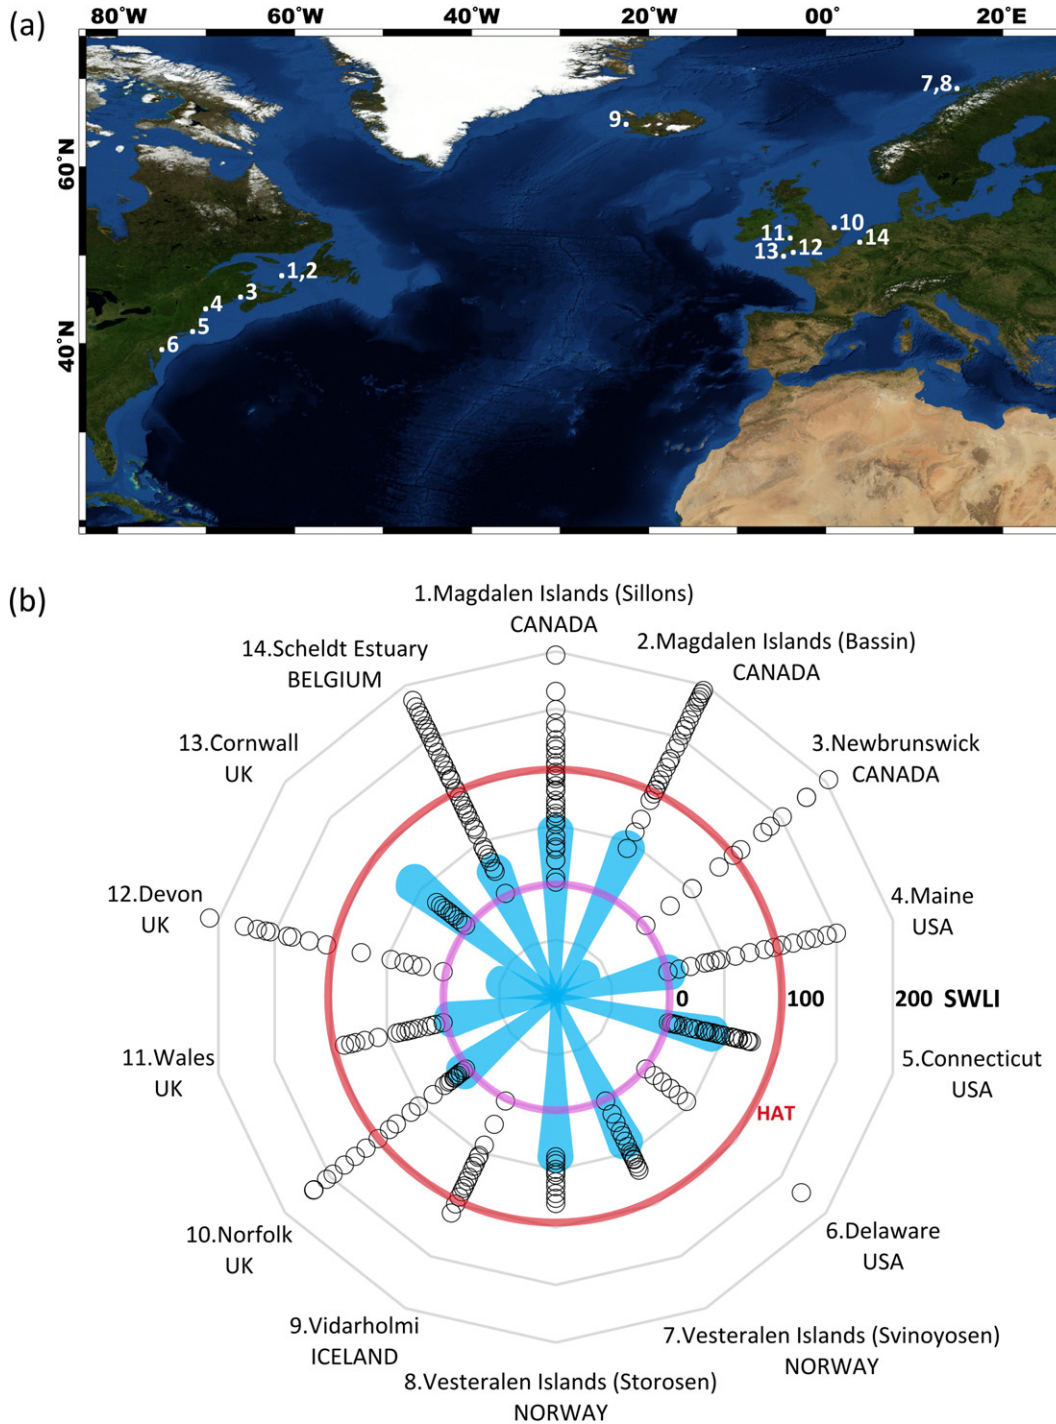 (a)
80°W 60°W 40°W 20°W 00° 20°E
60°N
40°N
7,8
9
10
11
12
13
14
1,2
3
4
5
6
(b)
1.Magdalen Islands (Sillons)
CANADA
2.Magdalen Islands (Bassin)
CANADA
14.Scheldt Estuary
BELGIUM
13.Cornwall
UK
3.Newbrunswick
CANADA
12.Devon
UK
4.Maine
USA
0 100 200 SWLI
11.Wales
UK
5.Connecticut
USA
HAT
10.Norfolk
UK
6.Delaware
USA
9.Vidarholmi
ICELAND
7.Vesteralen Islands (Svinoyosen)
NORWAY
8.Vesteralen Islands (Storosen)
NORWAY